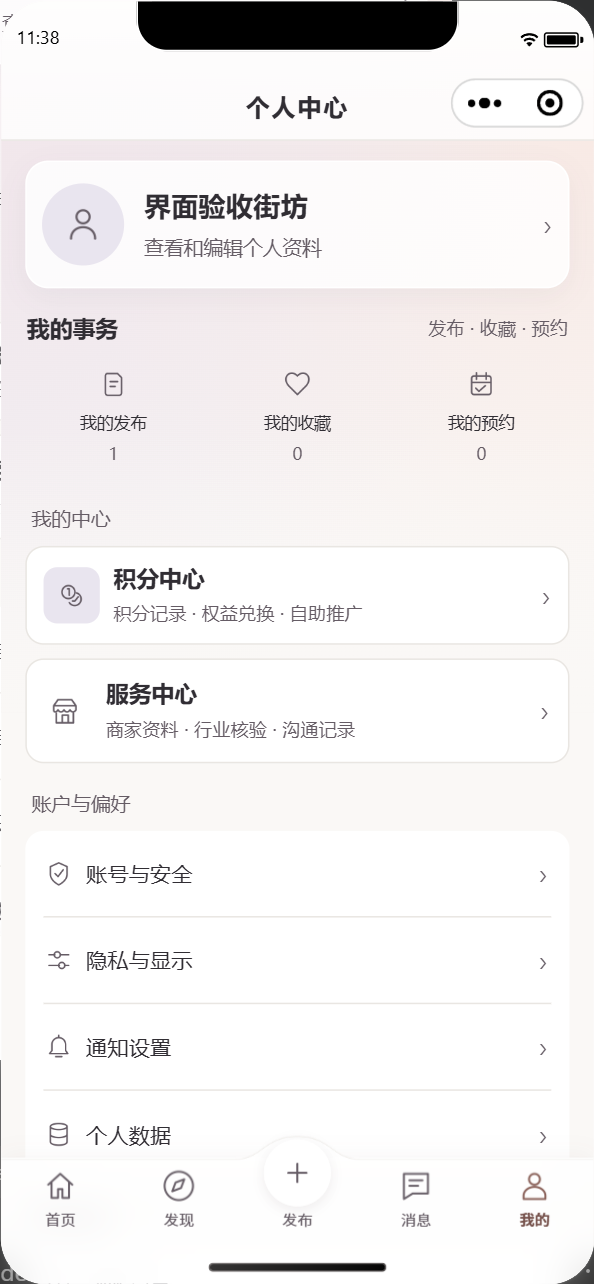 11:38
个人中心
界面验收街坊
查看和编辑个人资料
我的事务
发布 · 收藏 · 预约
我的发布
我的收藏
我的预约
1
0
0
我的中心
积分中心
积分记录 · 权益兑换 · 自助推广
服务中心
商家资料 · 行业核验 · 沟通记录
账户与偏好
账号与安全
隐私与显示
通知设置
个人数据
首页
发现
发布
消息
我的